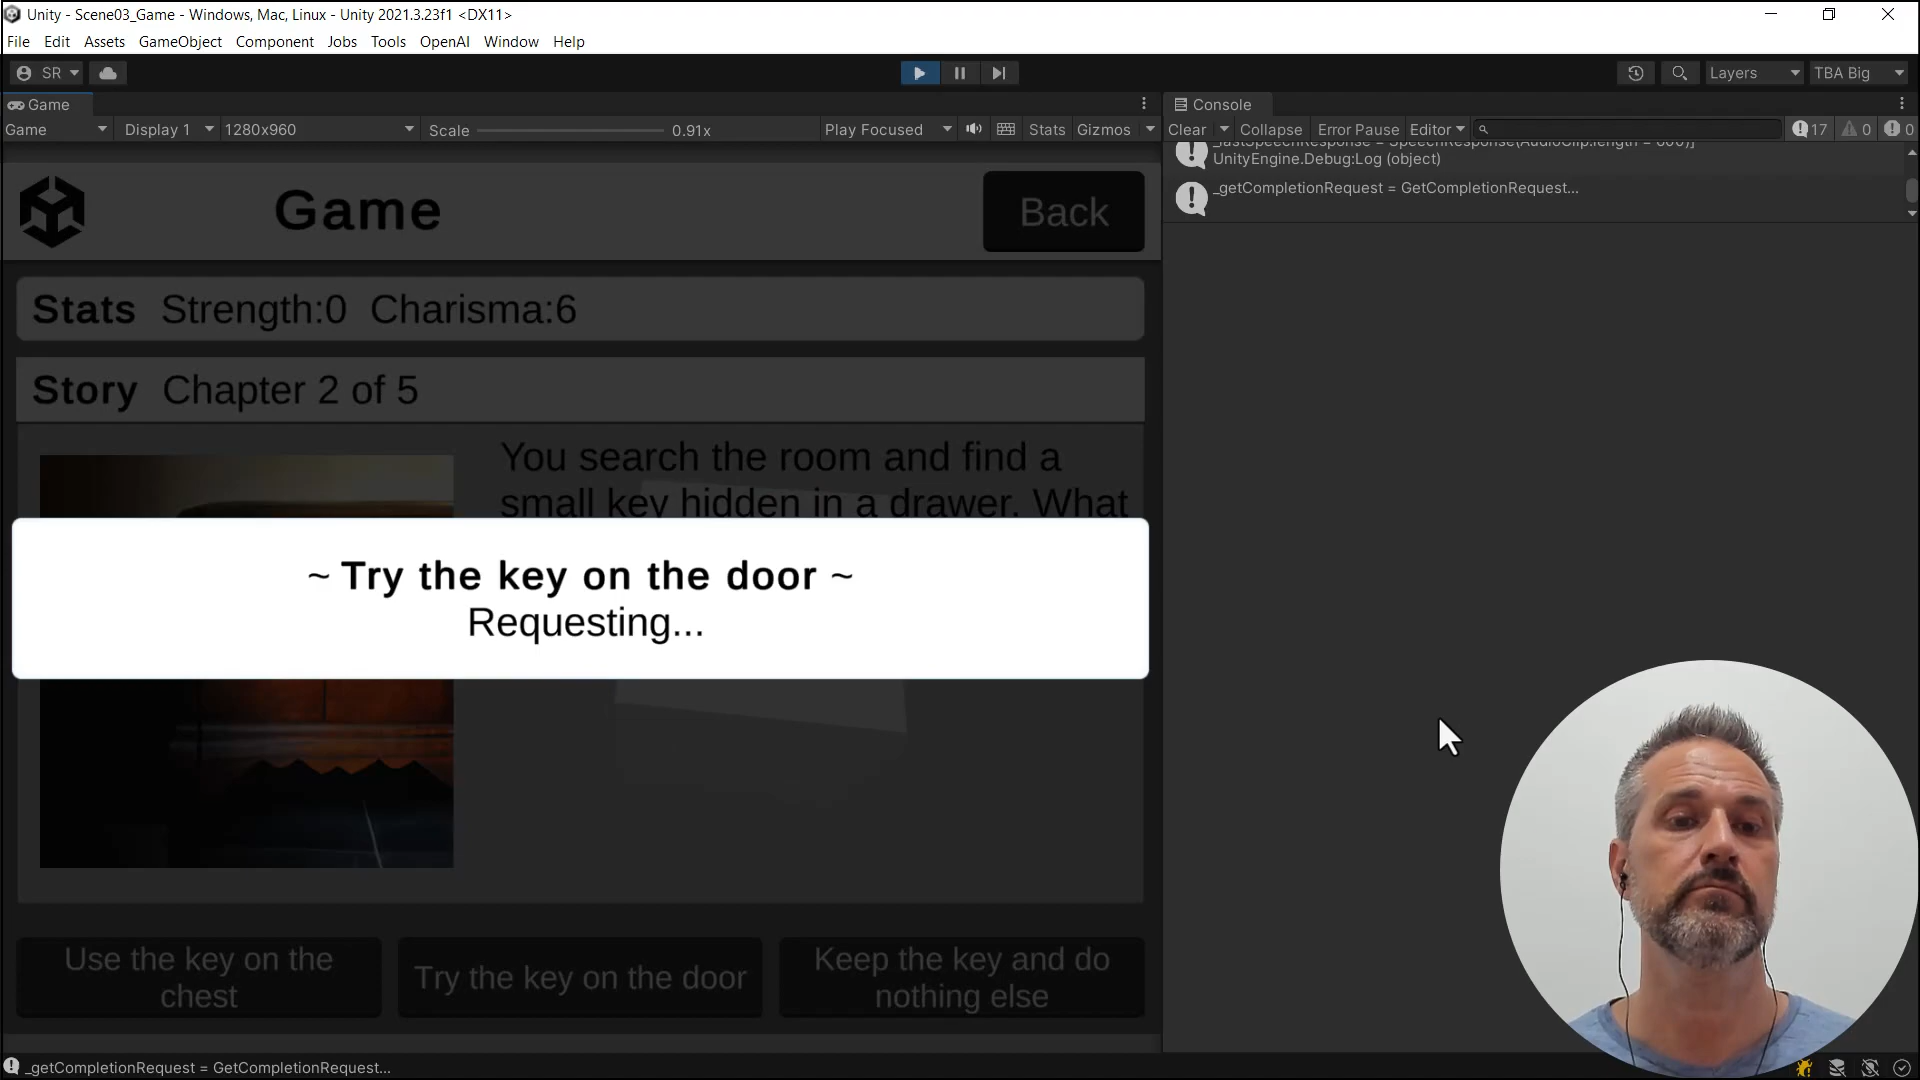 Unity - Scene03_Game - Windows, Mac, Linux - Unity 2021.3.23f1 <DX11>
File Edit Assets GameObject Component Jobs Tools OpenAI Window Help
SR Layers TBA Big
Game Console
Game Display 1 1280x960 Scale 0.91x Play Focused Stats Gizmos Clear Collapse Error Pause Editor 17 0 0
_lastSpeechResponse = SpeechResponse(AudioClip.length = 600)]
UnityEngine.Debug:Log (object)
_getCompletionRequest = GetCompletionRequest...
Game Back
Stats Strength:0 Charisma:6
Story Chapter 2 of 5
You search the room and find a
small key hidden in a drawer. What
~ Try the key on the door ~
Requesting...
Use the key on the
chest
Try the key on the door
Keep the key and do
nothing else
_getCompletionRequest = GetCompletionRequest...